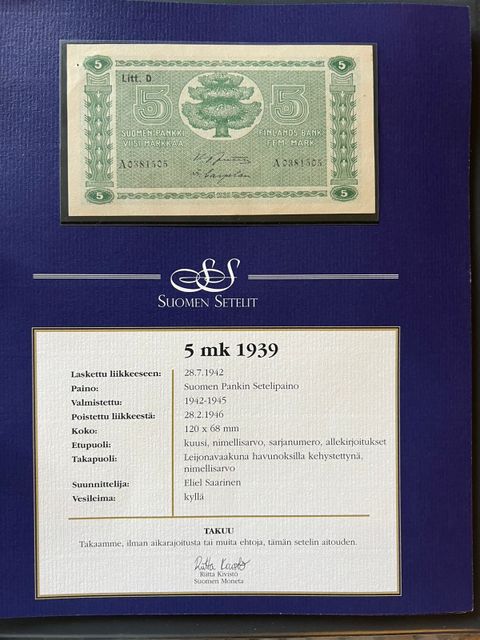 5 5
Litt. D
5 5
SUOMEN PANKKI FINLANDS BANK
VIISI MARKKAA FEM MARK
A0381505 A0381505
5 5
SUOMEN SETELIT
5 mk 1939
Laskettu liikkeeseen: 28.7.1942
Paino: Suomen Pankin Setelipaino
Valmistettu: 1942-1945
Poistettu liikkeestä: 28.2.1946
Koko: 120 x 68 mm
Etupuoli: kuusi, nimellisarvo, sarjanumero, allekirjoitukset
Takapuoli: Leijonavaakuna havunoksilla kehystettynä,
nimellisarvo
Suunnittelija: Eliel Saarinen
Vesileima: kyllä
TAKUU
Takaamme, ilman aikarajoitusta tai muita ehtoja, tämän setelin aitouden.
Riitta Kivistö
Suomen Moneta